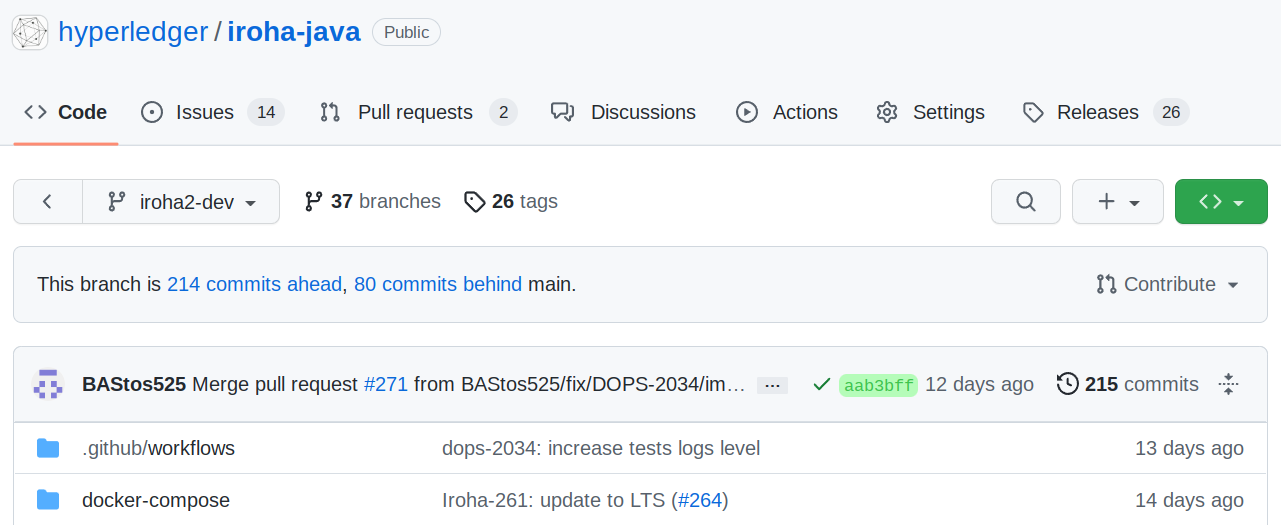 hyperledger / iroha-java Public
Code Issues 14 Pull requests 2 Discussions Actions Settings Releases 26
iroha2-dev 37 branches 26 tags
This branch is 214 commits ahead, 80 commits behind main. Contribute
BAStos525 Merge pull request #271 from BAStos525/fix/DOPS-2034/im... ... aab3bff 12 days ago 215 commits
.github/workflows dops-2034: increase tests logs level 13 days ago
docker-compose Iroha-261: update to LTS (#264) 14 days ago